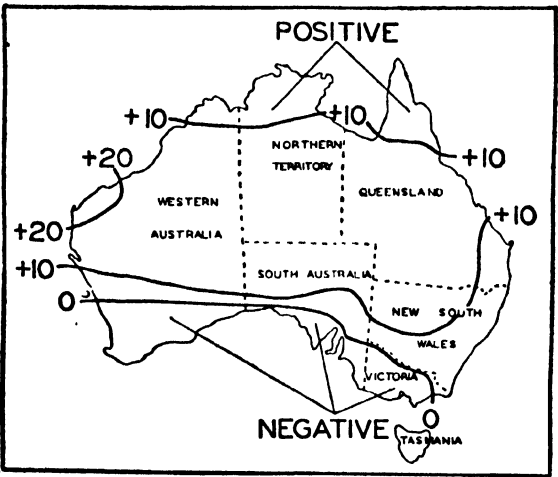 POSITIVE
+10
+10
NORTHERN
TERRITORY
+20
+10
QUEENSLAND
WESTERN
AUSTRALIA
+10
+20
+10
SOUTH AUSTRALIA
0
NEW SOUTH
WALES
VICTORIA
0
NEGATIVE
TASMANIA